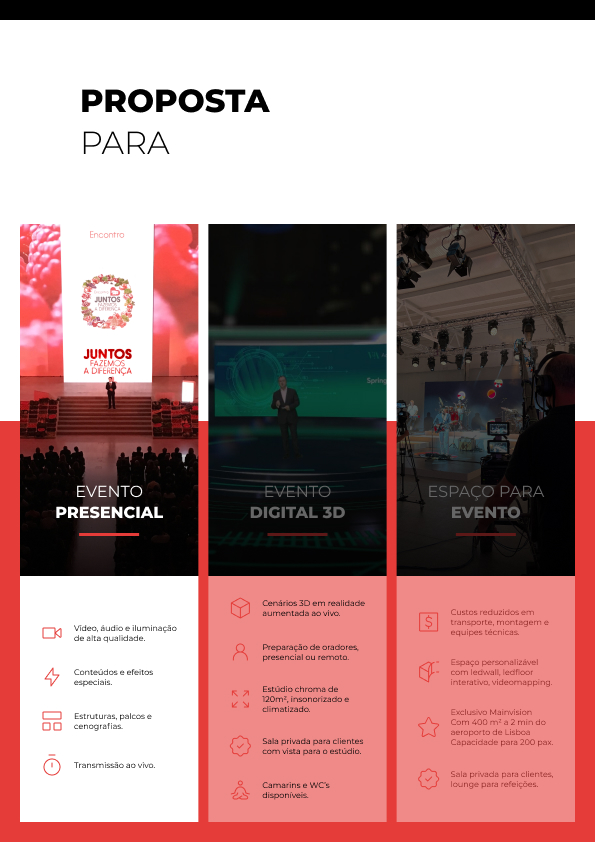 PROPOSTA
PARA
Encontro
JUNTOS
FAZEMOS
A DIFERENÇA
JUNTOS
FAZEMOS
A DIFERENÇA
EVENTO
PRESENCIAL
Vídeo, áudio e iluminação
de alta qualidade.
Conteúdos e efeitos
especiais.
Estruturas, palcos e
cenografias.
Transmissão ao vivo.
Spring
EVENTO
DIGITAL 3D
Cenários 3D em realidade
aumentada ao vivo.
Preparação de oradores,
presencial ou remoto.
Estúdio chroma de
120m², insonorizado e
climatizado.
Sala privada para clientes
com vista para o estúdio.
Camarins e WC's
disponíveis.
ESPAÇO PARA
EVENTO
Custos reduzidos em
transporte, montagem e
equipes técnicas.
Espaço personalizável
com ledwall, ledfloor
interativo, videomapping.
Exclusivo Mainvision
Com 400 m² a 2 min do
aeroporto de Lisboa
Capacidade para 200 pax.
Sala privada para clientes,
lounge para refeições.